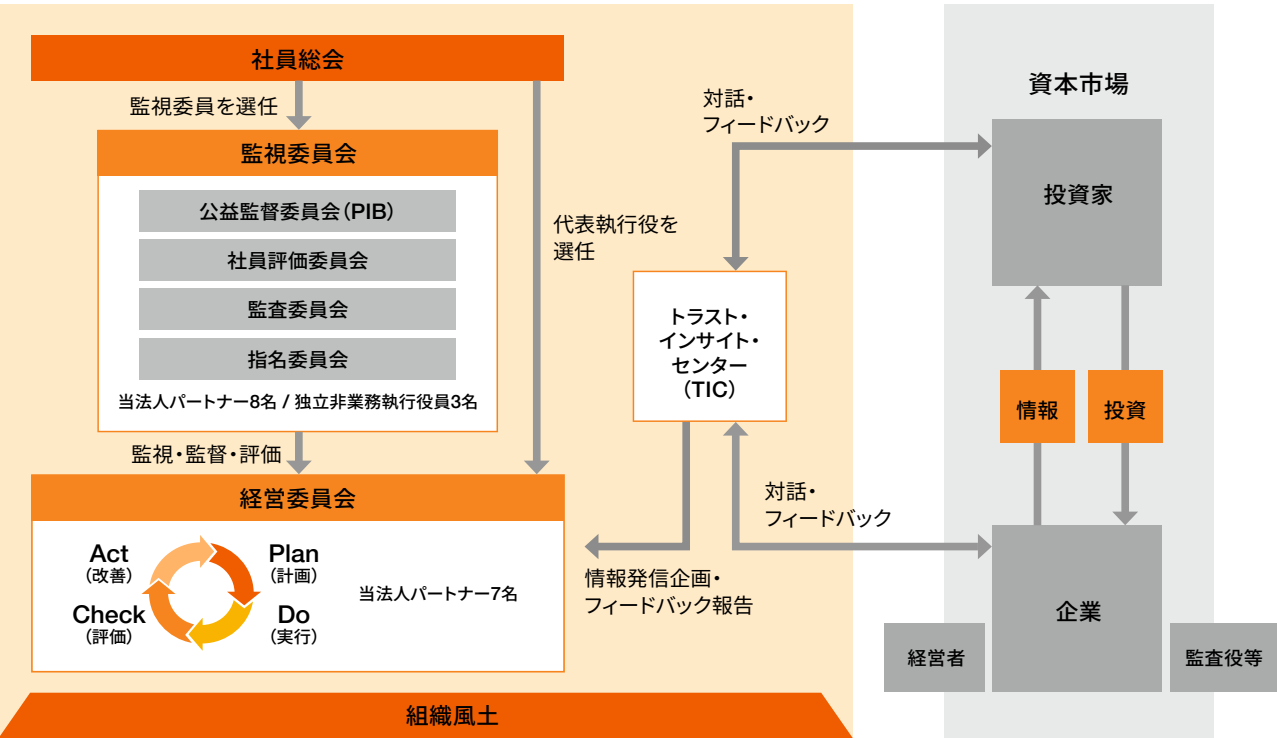 社員総会
監視委員を選任
監視委員会
公益監督委員会(PIB)
社員評価委員会
監査委員会
指名委員会
当法人パートナー8名 / 独立非業務執行役員3名
監視・監督・評価
代表執行役を
選任
経営委員会
Act
(改善)
Plan
(計画)
Check
(評価)
Do
(実行)
当法人パートナー7名
組織風土
対話・
フィードバック
トラスト・
インサイト・
センター
(TIC)
対話・
フィードバック
情報発信企画・
フィードバック報告
資本市場
投資家
情報
投資
企業
経営者
監査役等